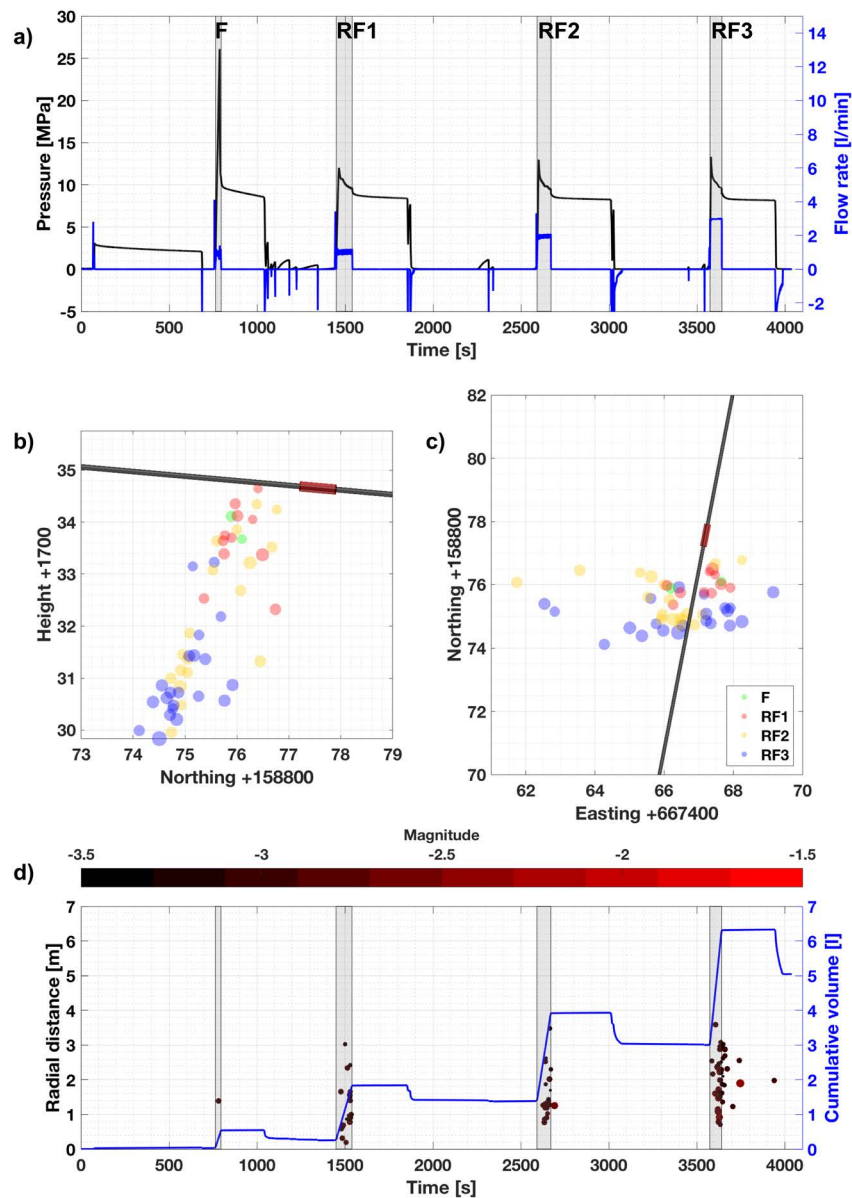 a)
F RF1 RF2 RF3
30
25
20
15
10
5
0
-5
Pressure [MPa]
14
12
10
8
6
4
2
0
-2
Flow rate [l/min]
0 500 1000 1500 2000 2500 3000 3500 4000
Time [s]
b)
35
34
33
32
31
30
Height +1700
73 74 75 76 77 78 79
Northing +158800
c)
82
80
78
76
74
72
70
Northing +158800
F
RF1
RF2
RF3
62 64 66 68 70
Easting +667400
Magnitude
-3.5 -3 -2.5 -2 -1.5
d)
7
6
5
4
3
2
1
0
Radial distance [m]
7
6
5
4
3
2
1
0
Cumulative volume [l]
0 500 1000 1500 2000 2500 3000 3500 4000
Time [s]